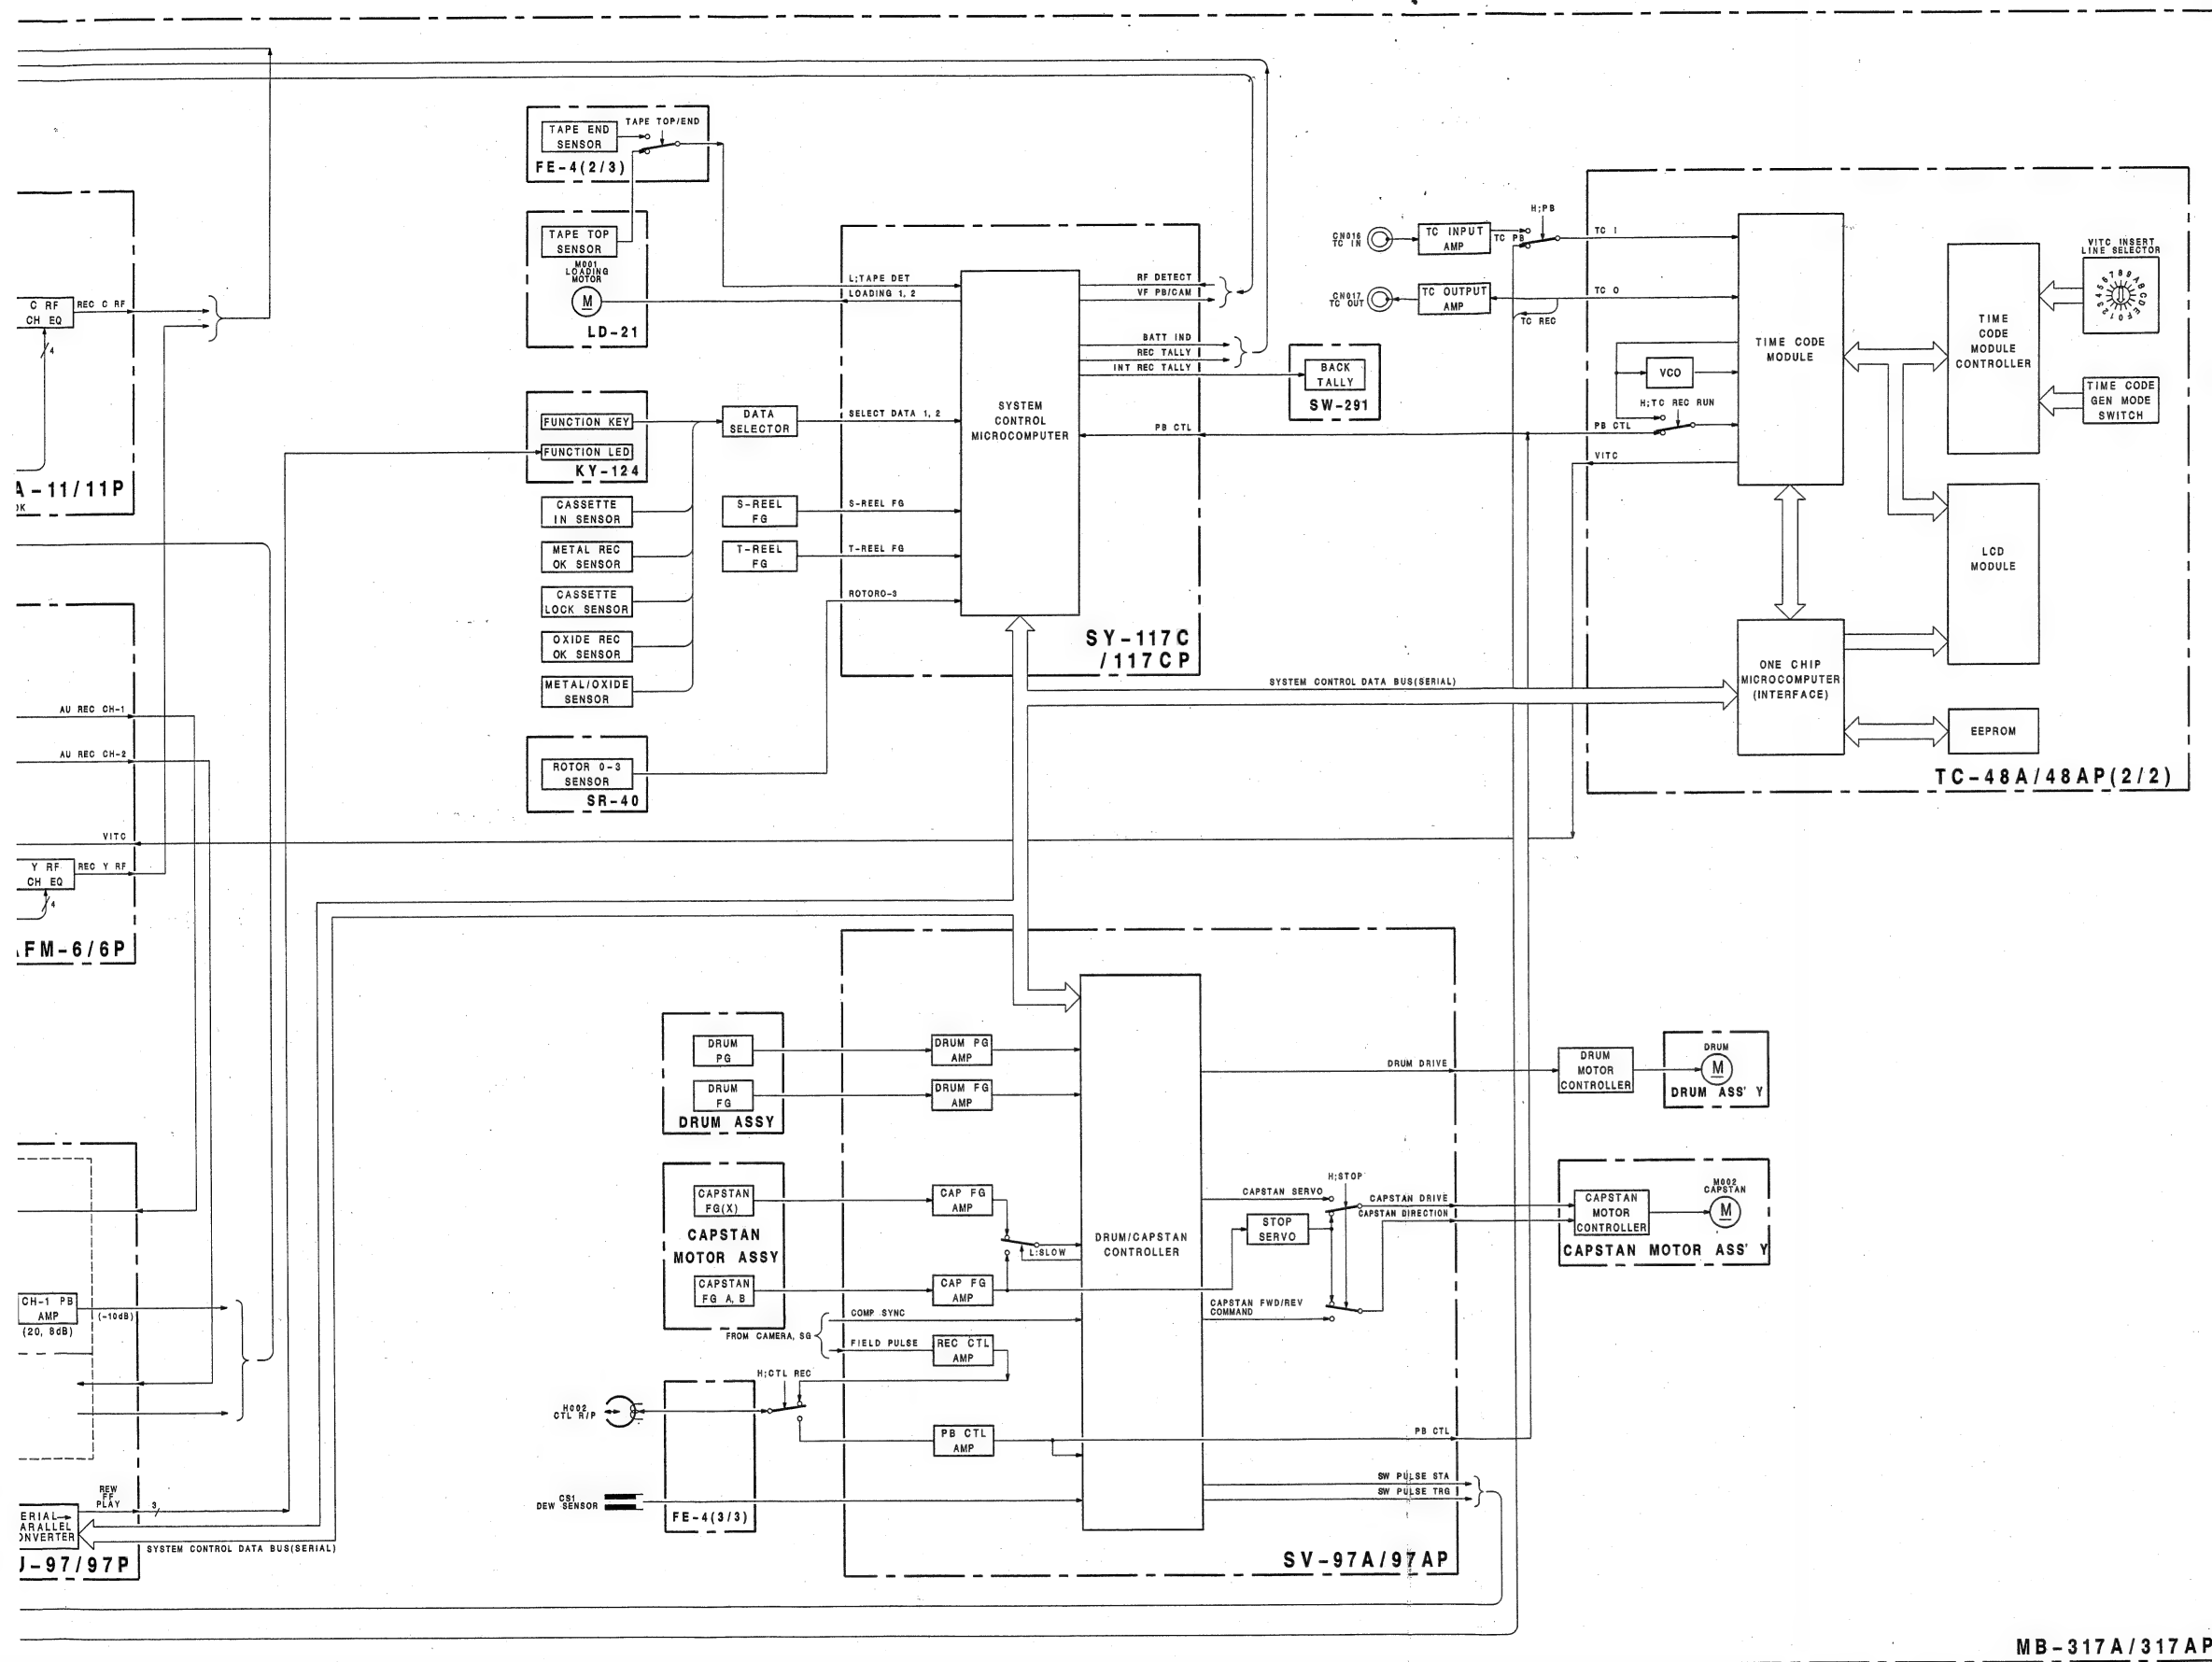 TAPE END
SENSOR
TAPE TOP/END
FE-4(2/3)
TAPE TOP
SENSOR
M001
LOADING
MOTOR
M
LD-21
C RF
CH EQ
REC C RF
4
A-11/11P
OK
FUNCTION KEY
FUNCTION LED
KY-124
DATA
SELECTOR
CASSETTE
IN SENSOR
METAL REC
OK SENSOR
CASSETTE
LOCK SENSOR
OXIDE REC
OK SENSOR
METAL/OXIDE
SENSOR
S-REEL
FG
T-REEL
FG
ROTOR 0-3
SENSOR
SR-40
L;TAPE DET
LOADING 1, 2
SELECT DATA 1, 2
S-REEL FG
T-REEL FG
ROTOR0-3
SYSTEM
CONTROL
MICROCOMPUTER
RF DETECT
VF PB/CAM
BATT IND
REC TALLY
INT REC TALLY
PB CTL
SY-117C
/117CP
BACK
TALLY
SW-291
CN016
TC IN
TC INPUT
AMP
TC PB
H;PB
TC I
CN017
TC OUT
TC OUTPUT
AMP
TC O
TC REC
TIME CODE
MODULE
VCO
H;TC REC RUN
PB CTL
VITC
TIME
CODE
MODULE
CONTROLLER
VITC INSERT
LINE SELECTOR
0 1 2 3 4 5 6 7 8 9 A B C D E F
TIME CODE
GEN MODE
SWITCH
LCD
MODULE
ONE CHIP
MICROCOMPUTER
(INTERFACE)
EEPROM
TC-48A/48AP(2/2)
SYSTEM CONTROL DATA BUS(SERIAL)
AU REC CH-1
AU REC CH-2
VITC
Y RF
CH EQ
REC Y RF
4
FM-6/6P
DRUM
PG
DRUM
FG
DRUM ASSY
DRUM PG
AMP
DRUM FG
AMP
CAPSTAN
FG(X)
CAPSTAN
MOTOR ASSY
CAPSTAN
FG A, B
CAP FG
AMP
L:SLOW
CAP FG
AMP
COMP SYNC
FROM CAMERA, SG
FIELD PULSE
REC CTL
AMP
H;CTL REC
H002
CTL R/P
PB CTL
AMP
CS1
DEW SENSOR
FE-4(3/3)
DRUM/CAPSTAN
CONTROLLER
DRUM DRIVE
CAPSTAN SERVO
STOP
SERVO
H;STOP
CAPSTAN DRIVE
CAPSTAN DIRECTION
CAPSTAN FWD/REV
COMMAND
PB CTL
SW PULSE STA
SW PULSE TRG
SV-97A/97AP
DRUM
MOTOR
CONTROLLER
DRUM
M
DRUM ASS'Y
CAPSTAN
MOTOR
CONTROLLER
M002
CAPSTAN
M
CAPSTAN MOTOR ASS'Y
CH-1 PB
AMP
(20, 8dB)
(-10dB)
REW
FF
PLAY
3
ERIAL
ARALLEL
ONVERTER
SYSTEM CONTROL DATA BUS(SERIAL)
-97/97P
MB-317A/317AP